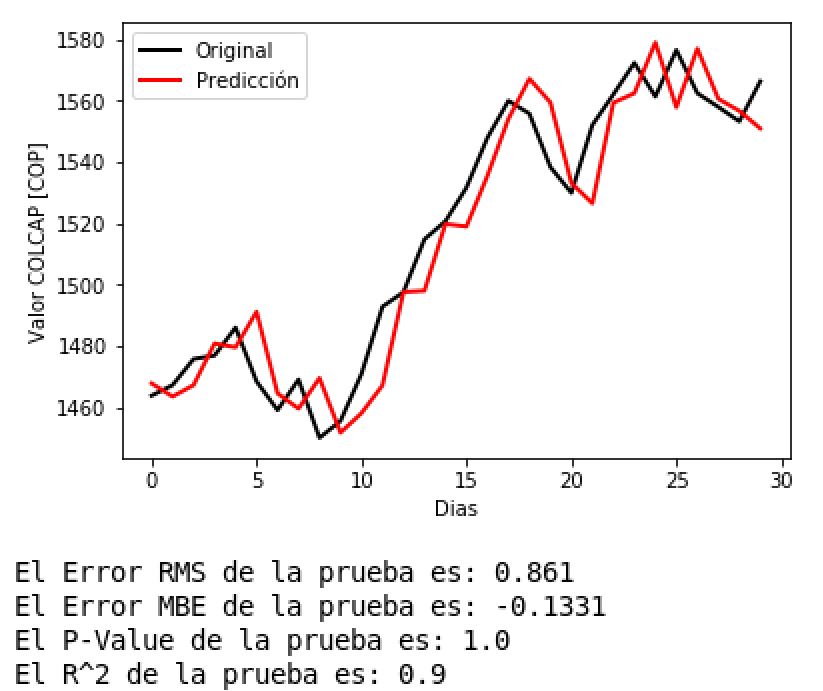 1580
1560
1540
1520
1500
1480
1460
Valor COLCAP [COP]
Original
Predicción
0 5 10 15 20 25 30
Dias
El Error RMS de la prueba es: 0.861
El Error MBE de la prueba es: -0.1331
El P-Value de la prueba es: 1.0
El R^2 de la prueba es: 0.9